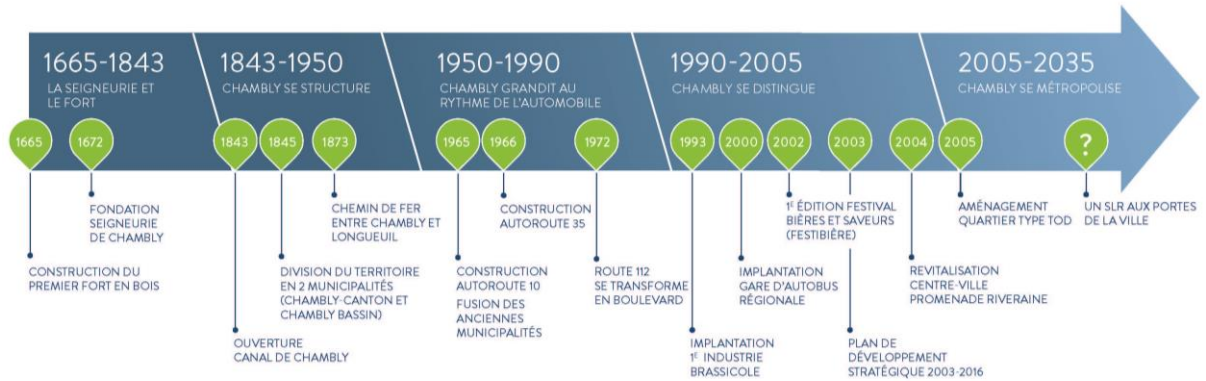 1665-1843
LA SEIGNEURIE ET
LE FORT
1843-1950
CHAMBLY SE STRUCTURE
1950-1990
CHAMBLY GRANDIT AU
RYTHME DE L'AUTOMOBILE
1990-2005
CHAMBLY SE DISTINGUE
2005-2035
CHAMBLY SE MÉTROPOLISE
1665
1672
1843
1845
1873
1965
1966
1972
1993
2000
2002
2003
2004
2005
?
CONSTRUCTION DU
PREMIER FORT EN BOIS
FONDATION
SEIGNEURIE
DE CHAMBLY
OUVERTURE
CANAL DE CHAMBLY
DIVISION DU TERRITOIRE
EN 2 MUNICIPALITÉS
(CHAMBLY-CANTON ET
CHAMBLY BASSIN)
CHEMIN DE FER
ENTRE CHAMBLY ET
LONGUEUIL
CONSTRUCTION
AUTOROUTE 10
FUSION DES
ANCIENNES
MUNICIPALITÉS
CONSTRUCTION
AUTOROUTE 35
ROUTE 112
SE TRANSFORME
EN BOULEVARD
IMPLANTATION
1E INDUSTRIE
BRASSICOLE
IMPLANTATION
GARE D'AUTOBUS
RÉGIONALE
1E ÉDITION FESTIVAL
BIÈRES ET SAVEURS
(FESTIBIÈRE)
PLAN DE
DÉVELOPPEMENT
STRATÉGIQUE 2003-2016
REVITALISATION
CENTRE-VILLE
PROMENADE RIVERAINE
AMÉNAGEMENT
QUARTIER TYPE TOD
UN SLR AUX PORTES
DE LA VILLE